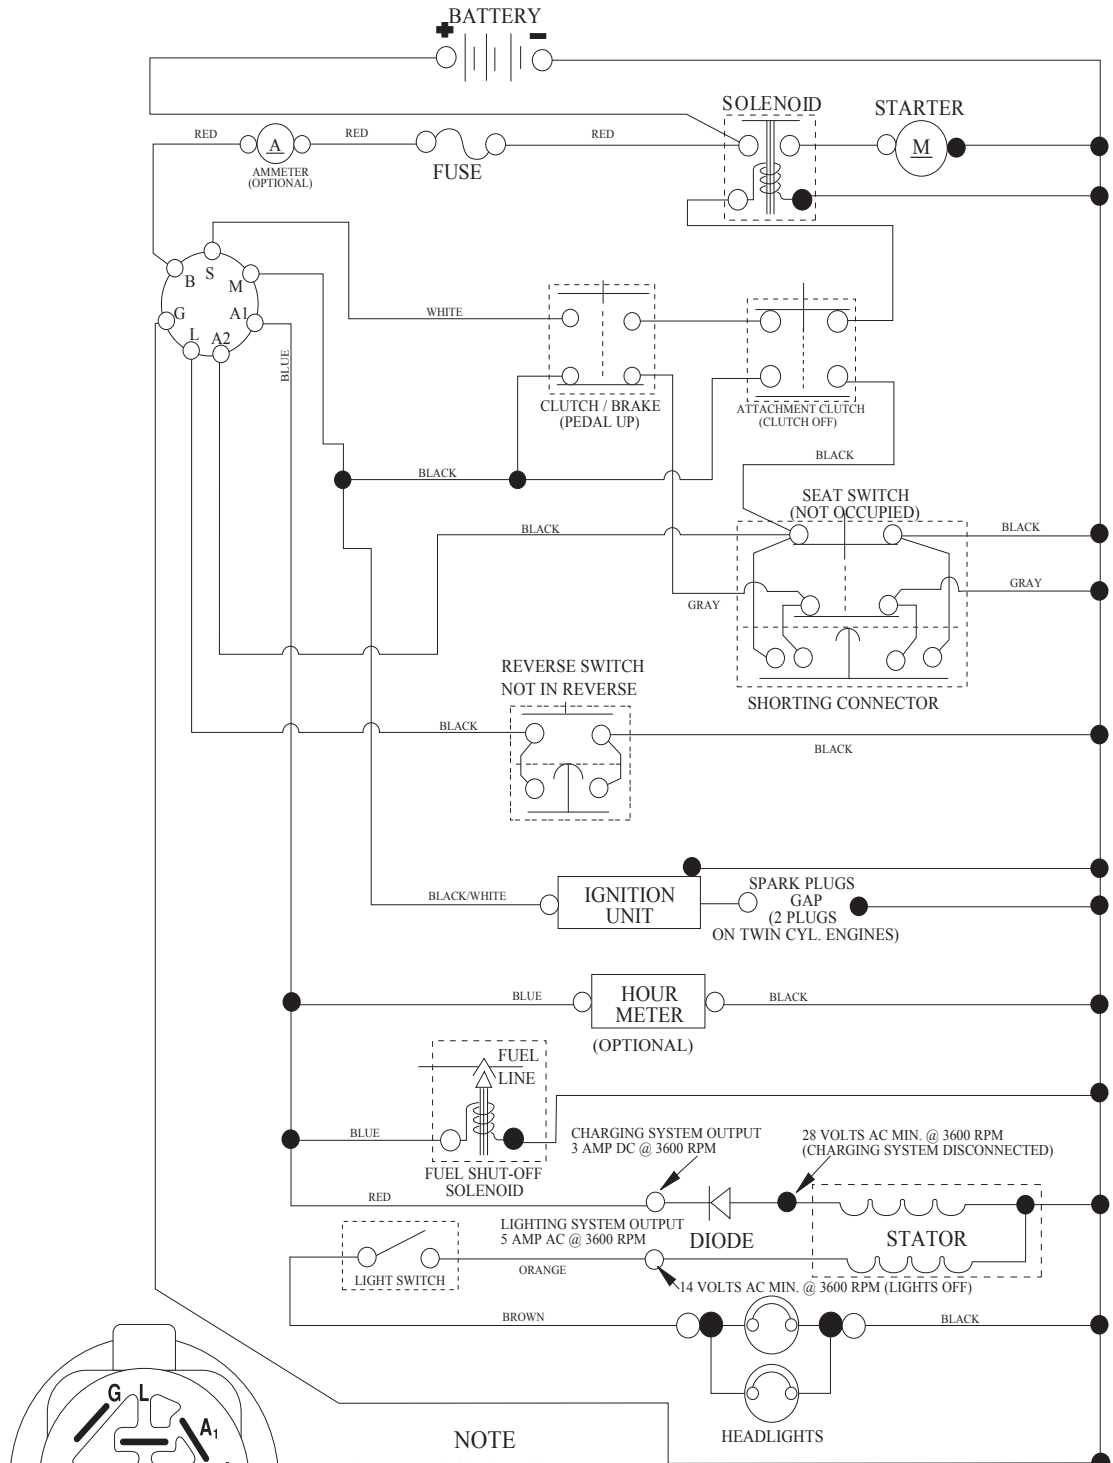 BATTERY
SOLENOID
STARTER
RED
A
RED
RED
M
AMMETER
(OPTIONAL)
FUSE
B
S
M
G
A1
L
A2
WHITE
BLUE
CLUTCH / BRAKE
(PEDAL UP)
ATTACHMENT CLUTCH
(CLUTCH OFF)
BLACK
BLACK
SEAT SWITCH
(NOT OCCUPIED)
BLACK
BLACK
GRAY
GRAY
REVERSE SWITCH
NOT IN REVERSE
SHORTING CONNECTOR
BLACK
BLACK
BLACK/WHITE
IGNITION
UNIT
SPARK PLUGS
GAP
(2 PLUGS
ON TWIN CYL. ENGINES)
BLUE
HOUR
METER
BLACK
(OPTIONAL)
FUEL
LINE
BLUE
FUEL SHUT-OFF
SOLENOID
CHARGING SYSTEM OUTPUT
3 AMP DC @ 3600 RPM
28 VOLTS AC MIN. @ 3600 RPM
(CHARGING SYSTEM DISCONNECTED)
RED
LIGHTING SYSTEM OUTPUT
5 AMP AC @ 3600 RPM
DIODE
STATOR
LIGHT SWITCH
ORANGE
14 VOLTS AC MIN. @ 3600 RPM (LIGHTS OFF)
BROWN
BLACK
HEADLIGHTS
G L
A1
NOTE